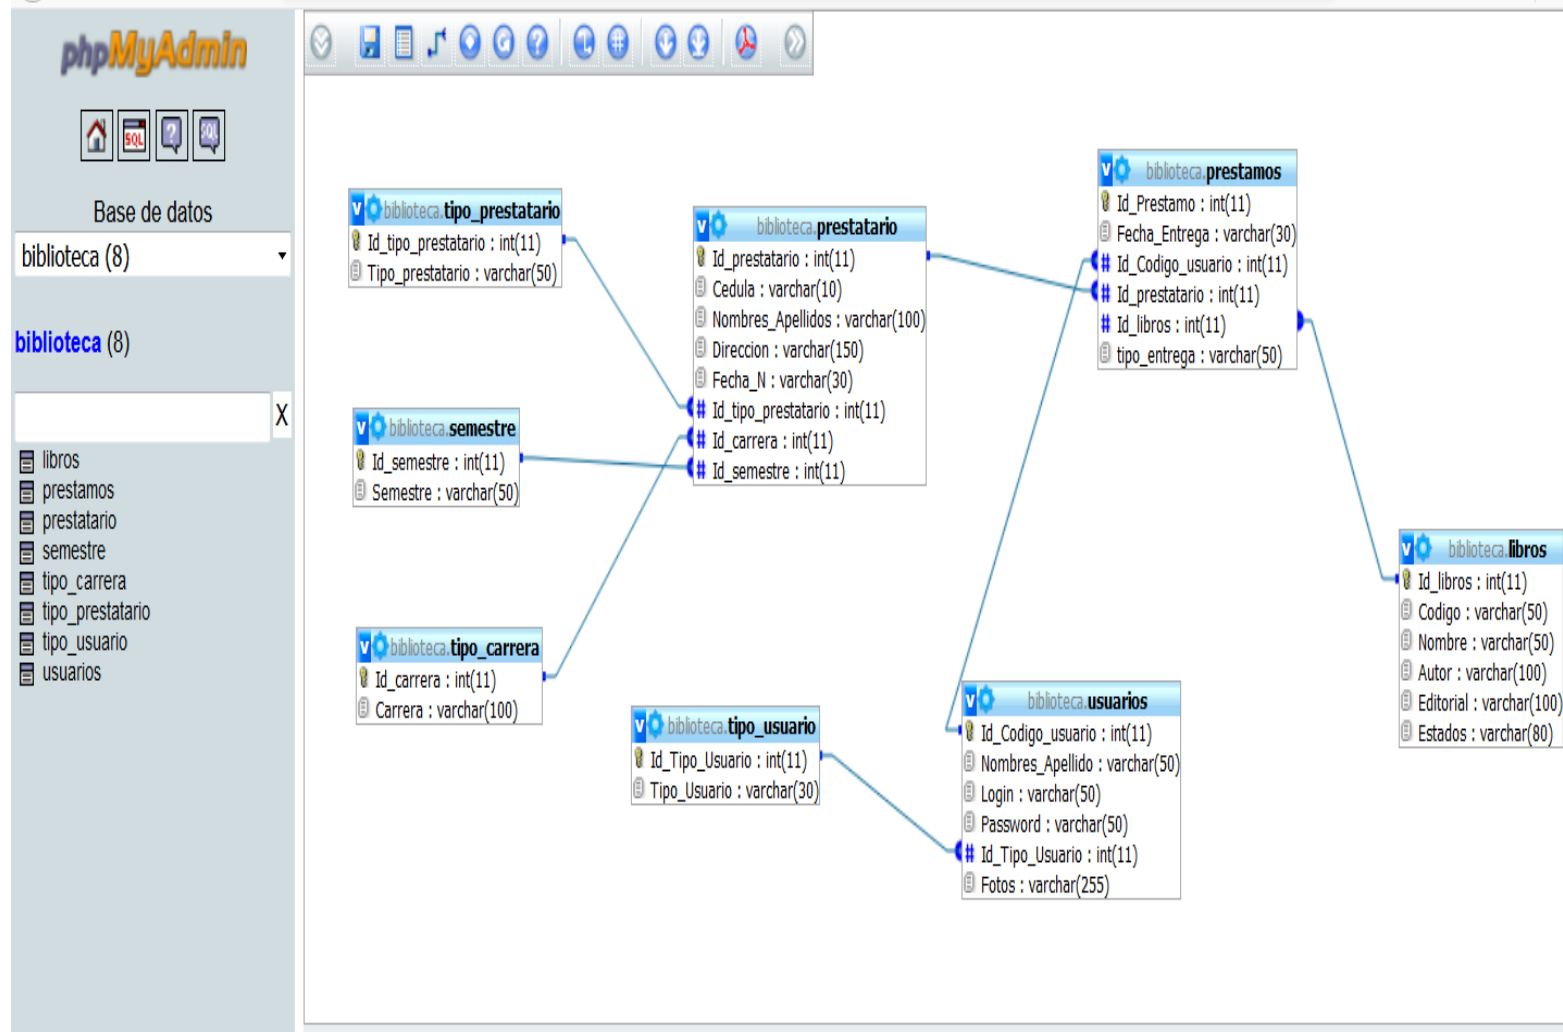 phpMyAdmin
SQL
?
SQL
Base de datos
biblioteca (8)
biblioteca (8)
X
libros
prestamos
prestatario
semestre
tipo_carrera
tipo_prestatario
tipo_usuario
usuarios
biblioteca.tipo_prestatario
Id_tipo_prestatario : int(11)
Tipo_prestatario : varchar(50)
biblioteca.semestre
Id_semestre : int(11)
Semestre : varchar(50)
biblioteca.tipo_carrera
Id_carrera : int(11)
Carrera : varchar(100)
biblioteca.prestatario
Id_prestatario : int(11)
Cedula : varchar(10)
Nombres_Apellidos : varchar(100)
Direccion : varchar(150)
Fecha_N : varchar(30)
# Id_tipo_prestatario : int(11)
# Id_carrera : int(11)
# Id_semestre : int(11)
biblioteca.tipo_usuario
Id_Tipo_Usuario : int(11)
Tipo_Usuario : varchar(30)
biblioteca.prestamos
Id_Prestamo : int(11)
Fecha_Entrega : varchar(30)
# Id_Codigo_usuario : int(11)
# Id_prestatario : int(11)
# Id_libros : int(11)
tipo_entrega : varchar(50)
biblioteca.usuarios
Id_Codigo_usuario : int(11)
Nombres_Apellido : varchar(50)
Login : varchar(50)
Password : varchar(50)
# Id_Tipo_Usuario : int(11)
Fotos : varchar(255)
biblioteca.libros
Id_libros : int(11)
Codigo : varchar(50)
Nombre : varchar(50)
Autor : varchar(100)
Editorial : varchar(100)
Estados : varchar(80)